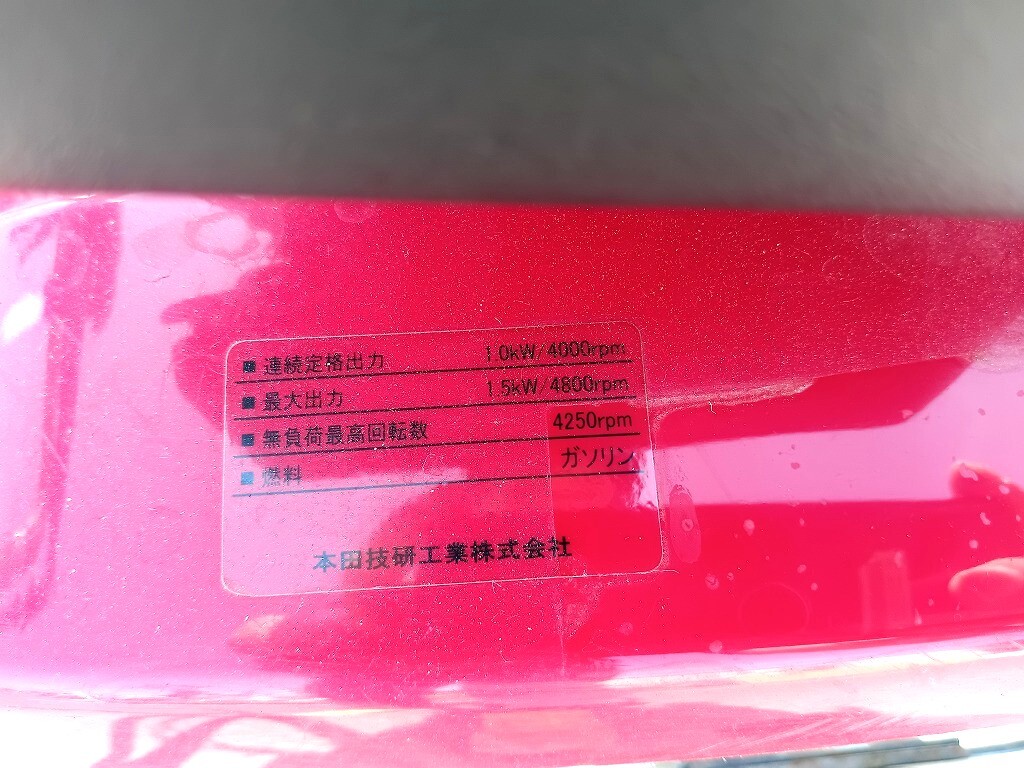 ■ 連続定格出力 1.0kW/4000rpm
■ 最大出力 1.5kW/4800rpm
■ 無負荷最高回転数 4250rpm
■ 燃料 ガソリン
本田技研工業株式会社